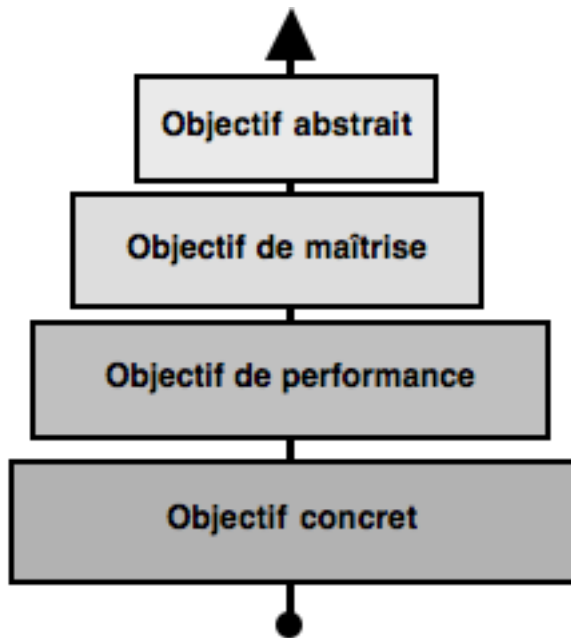 Objectif abstrait
Objectif de maîtrise
Objectif de performance
Objectif concret